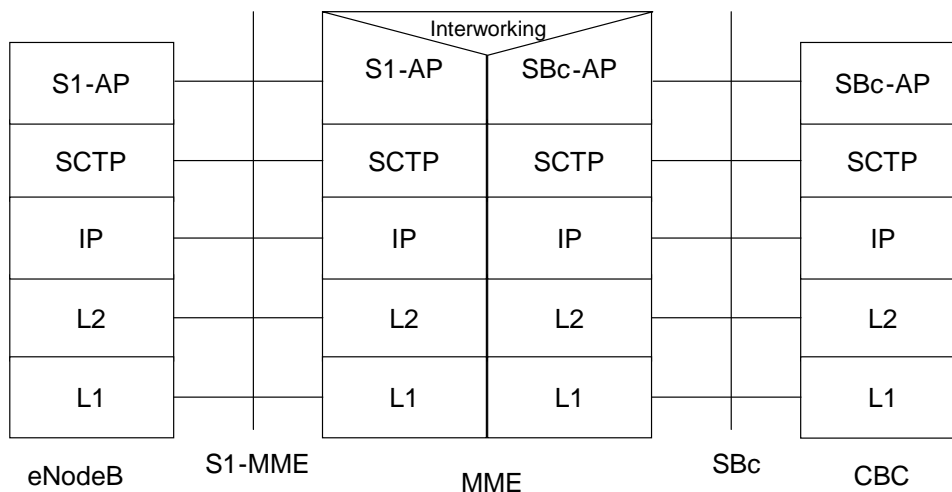 Interworking
S1-AP
S1-AP
SBc-AP
SBc-AP
SCTP
SCTP
SCTP
SCTP
IP
IP
IP
IP
L2
L2
L2
L2
L1
L1
L1
L1
eNodeB
S1-MME
MME
SBc
CBC